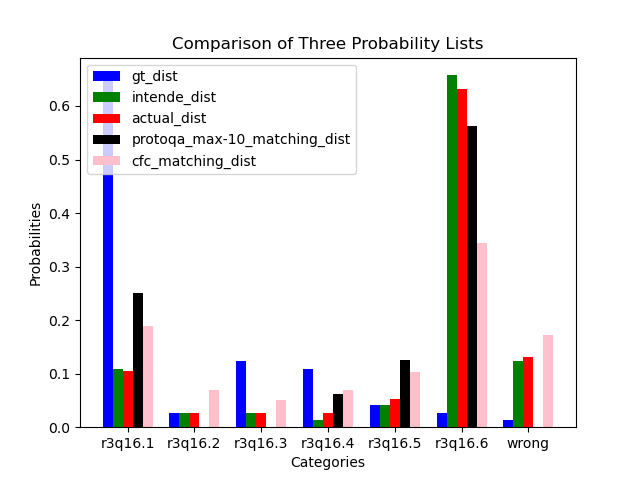 Comparison of Three Probability Lists
gt_dist
intende_dist
actual_dist
protoqa_max-10_matching_dist
cfc_matching_dist
Probabilities
0.6
0.5
0.4
0.3
0.2
0.1
0.0
r3q16.1 r3q16.2 r3q16.3 r3q16.4 r3q16.5 r3q16.6 wrong
Categories